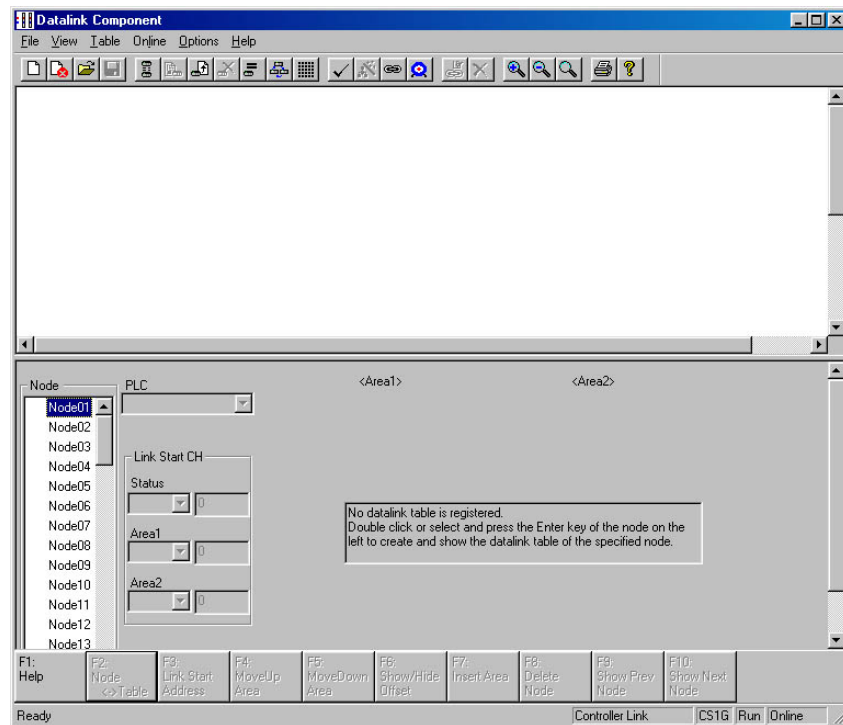 Datalink Component
File View Table Online Options Help
<Area1> <Area2>
Node
PLC
Node01
Node02
Node03
Node04
Node05
Node06
Node07
Node08
Node09
Node10
Node11
Node12
Node13
Link Start CH
Status
0
Area1
0
Area2
0
No datalink table is registered.
Double click or select and press the Enter key of the node on the
left to create and show the datalink table of the specified node.
F1:
Help
F2:
Node
<->Table
F3:
Link Start
Address
F4:
MoveUp
Area
F5:
MoveDown
Area
F6:
Show/Hide
Offset
F7:
Insert Area
F8:
Delete
Node
F9:
Show Prev
Node
F10:
Show Next
Node
Ready Controller Link CS1G Run Online